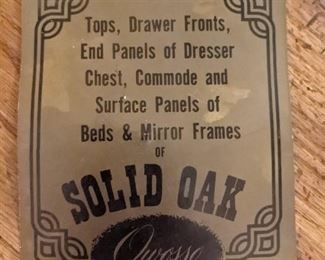 Tops, Drawer Fronts,
End Panels of Dresser
Chest, Commode and
Surface Panels of
Beds & Mirror Frames
OF
SOLID OAK
Owosso